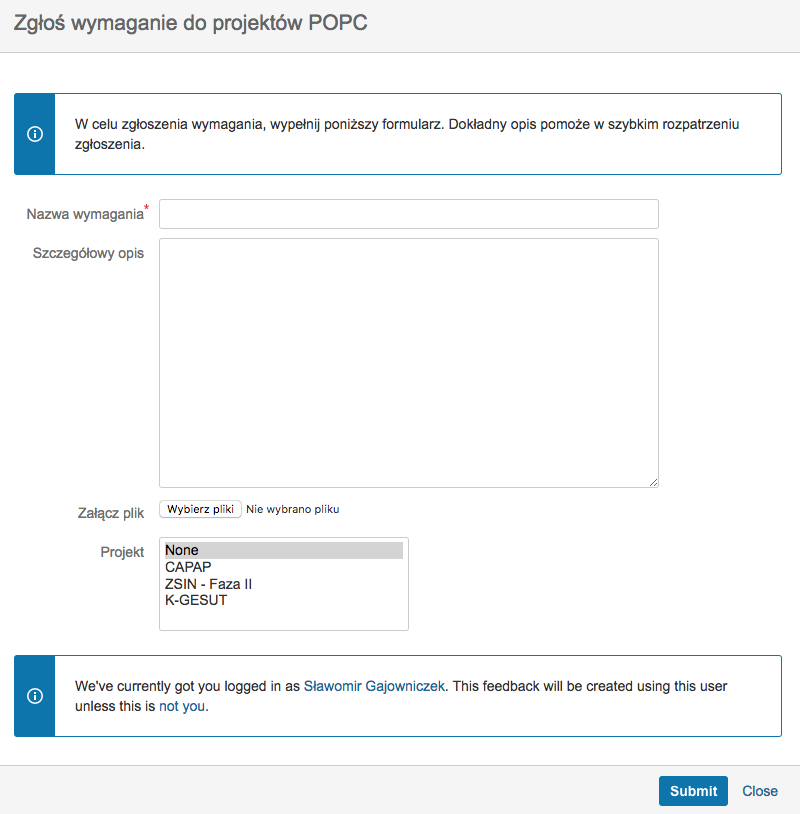 Zgłoś wymaganie do projektów POPC
W celu zgłoszenia wymagania, wypełnij poniższy formularz. Dokładny opis pomoże w szybkim rozpatrzeniu
zgłoszenia.
Nazwa wymagania*
Szczegółowy opis
Załącz plik Wybierz pliki Nie wybrano pliku
Projekt None
CAPAP
ZSIN - Faza II
K-GESUT
We've currently got you logged in as Sławomir Gajowniczek. This feedback will be created using this user
unless this is not you.
Submit Close